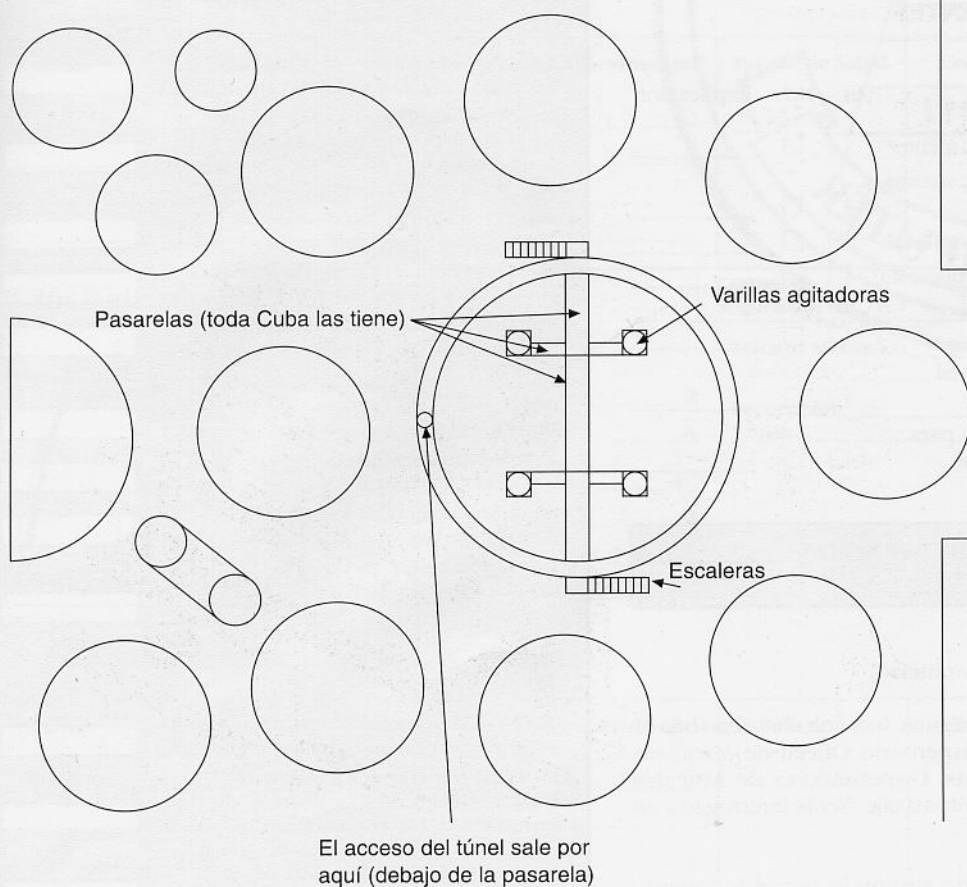 Pasarelas (toda Cuba las tiene)
Varillas agitadoras
Escaleras
El acceso del túnel sale por
aquí (debajo de la pasarela)